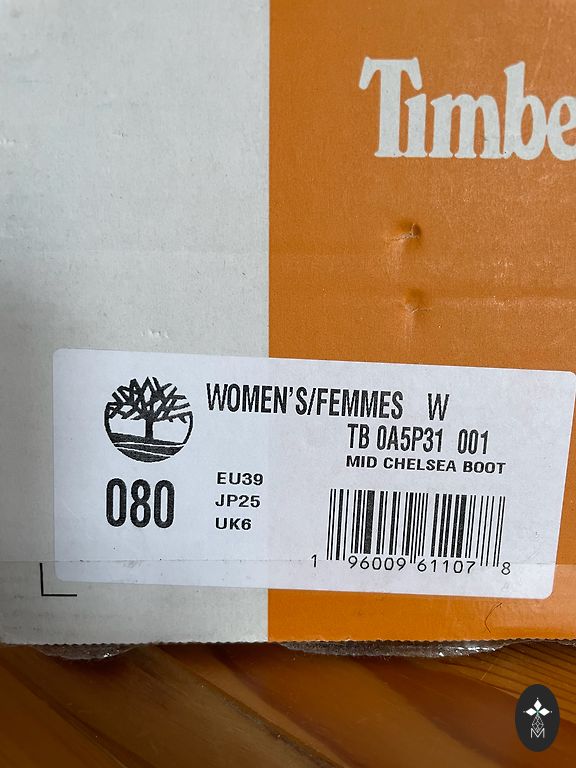 Timbe
WOMEN'S/FEMMES W
TB 0A5P31 001
MID CHELSEA BOOT
080
EU39
JP25
UK6
1 96009 61107 8
M